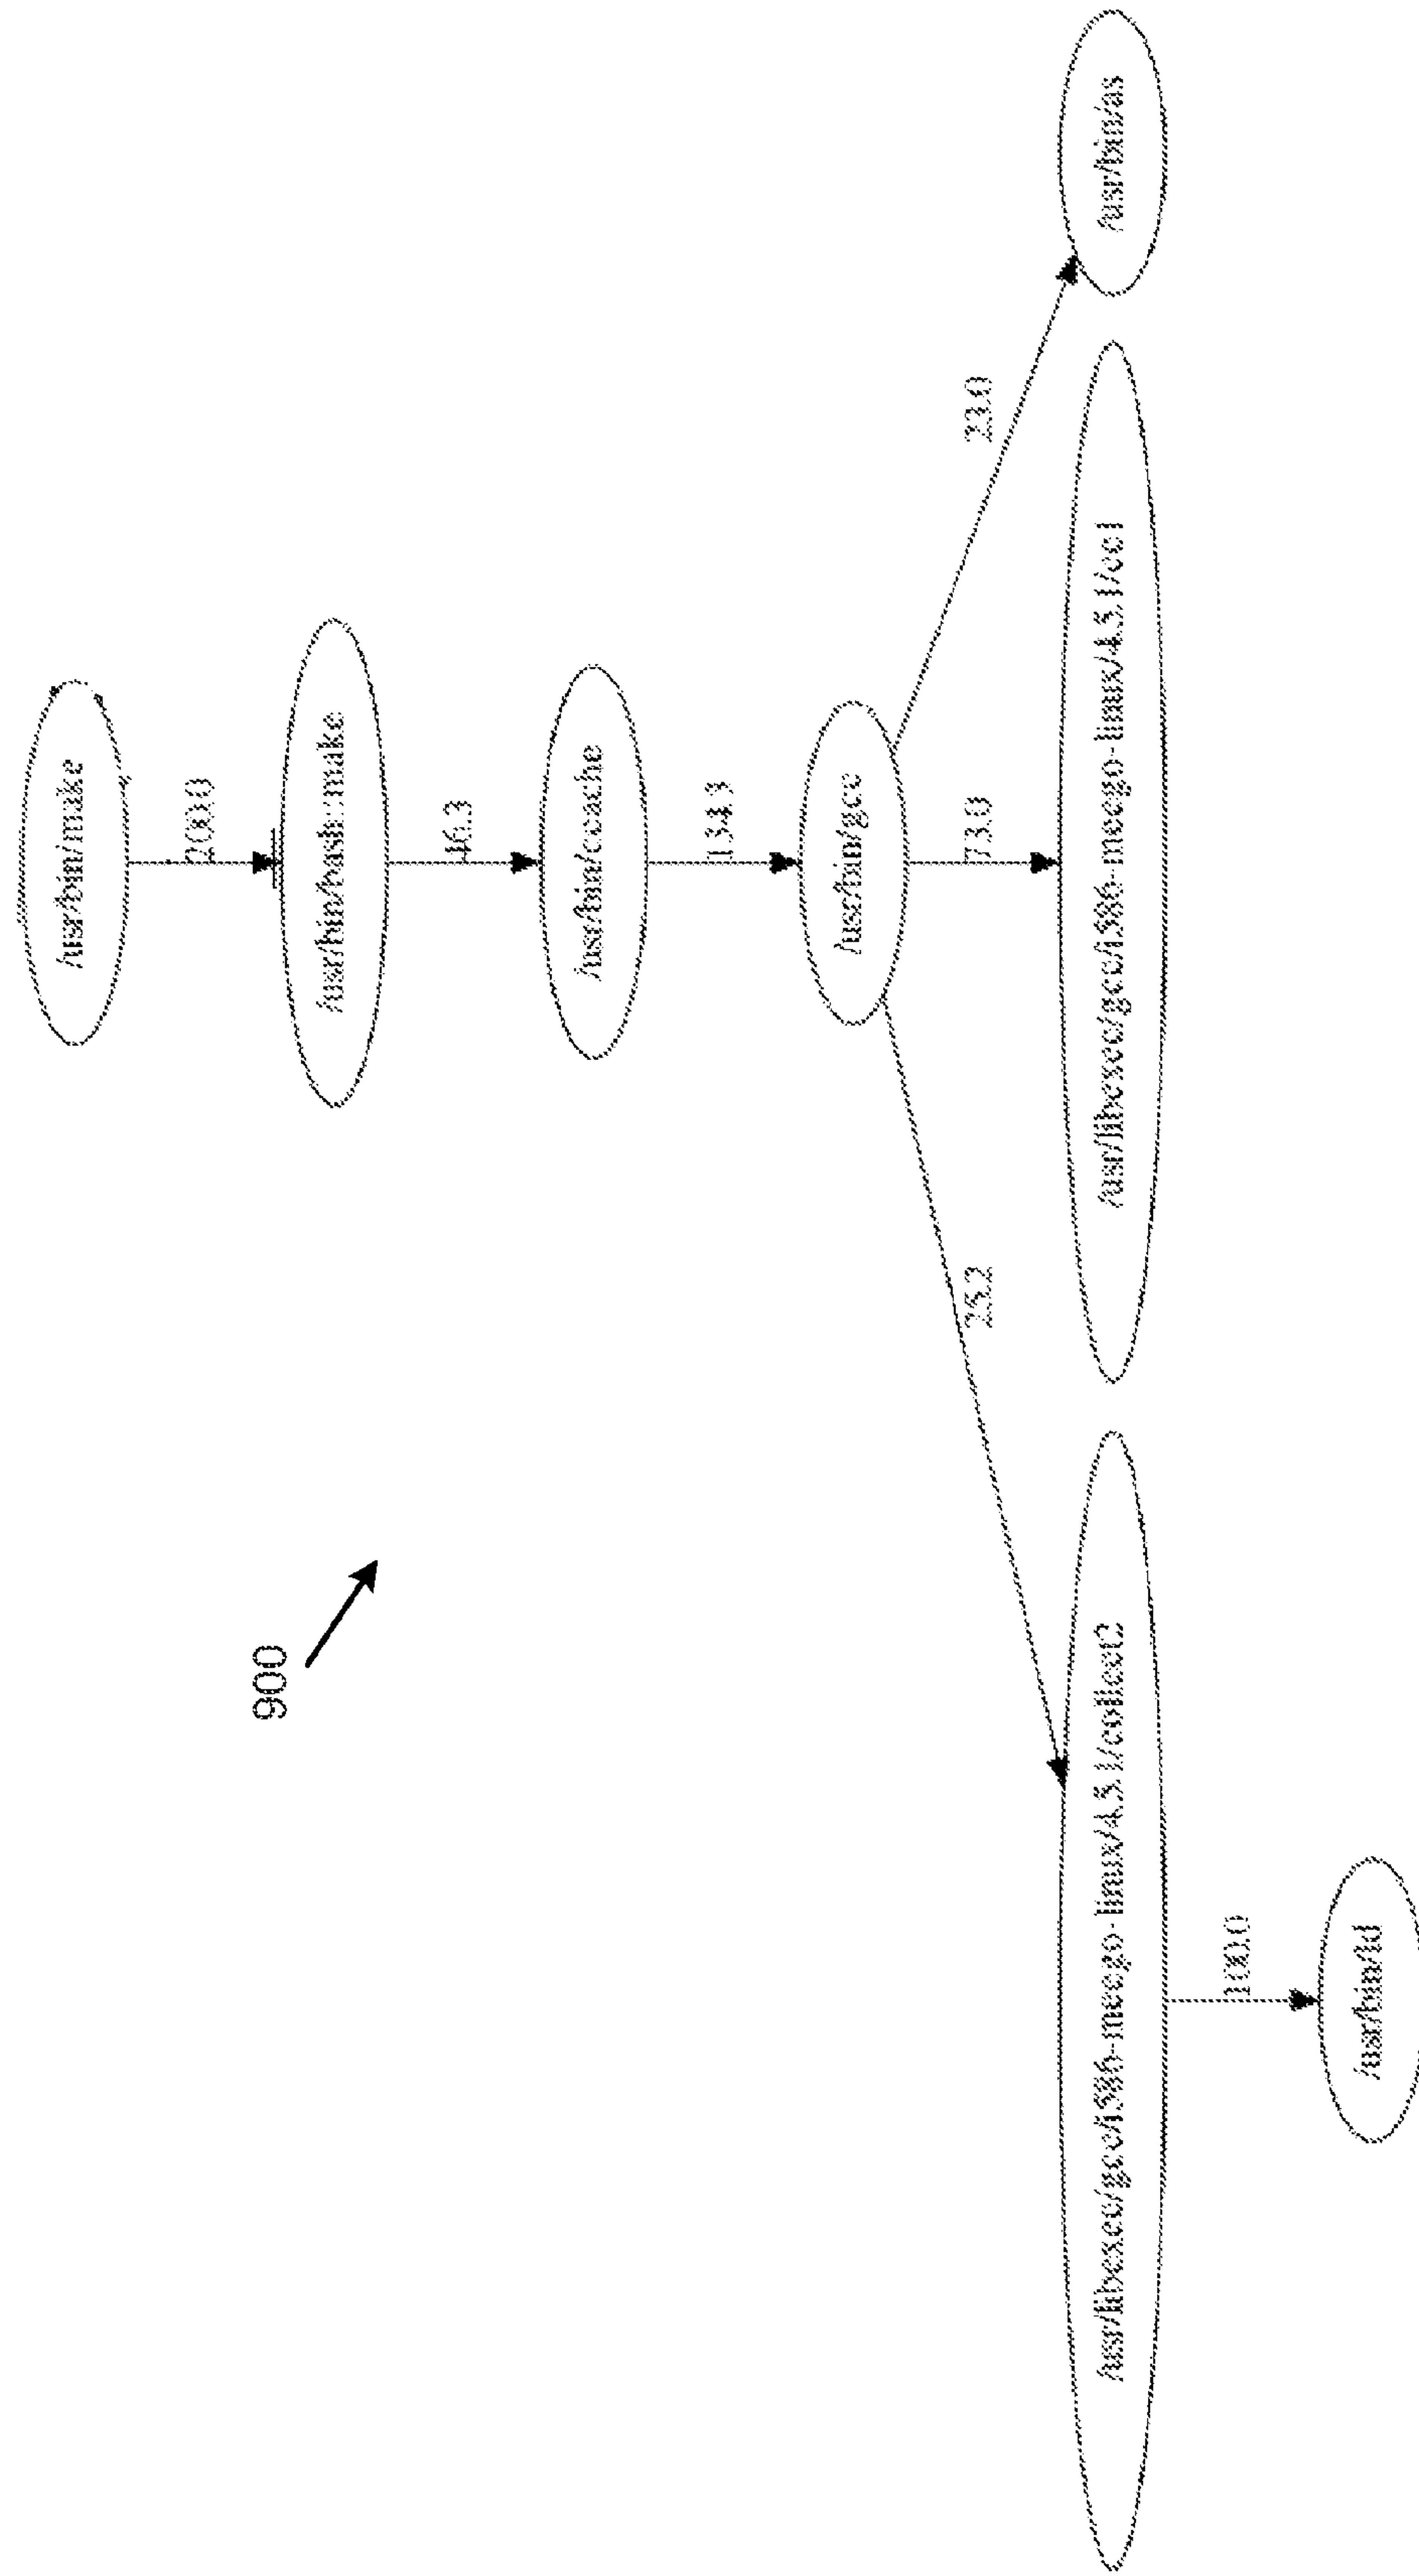 /usr/bin/make
200.0
/usr/bin/bash::make
46.3
/usr/bin/ccache
134.3
/usr/bin/gcc
25.2
73.0
23.0
/usr/libexec/gcc/i586-meego-linux/4.5.1/collect2
/usr/libexec/gcc/i586-meego-linux/4.5.1/cc1
/usr/bin/as
100.0
/usr/bin/ld
900